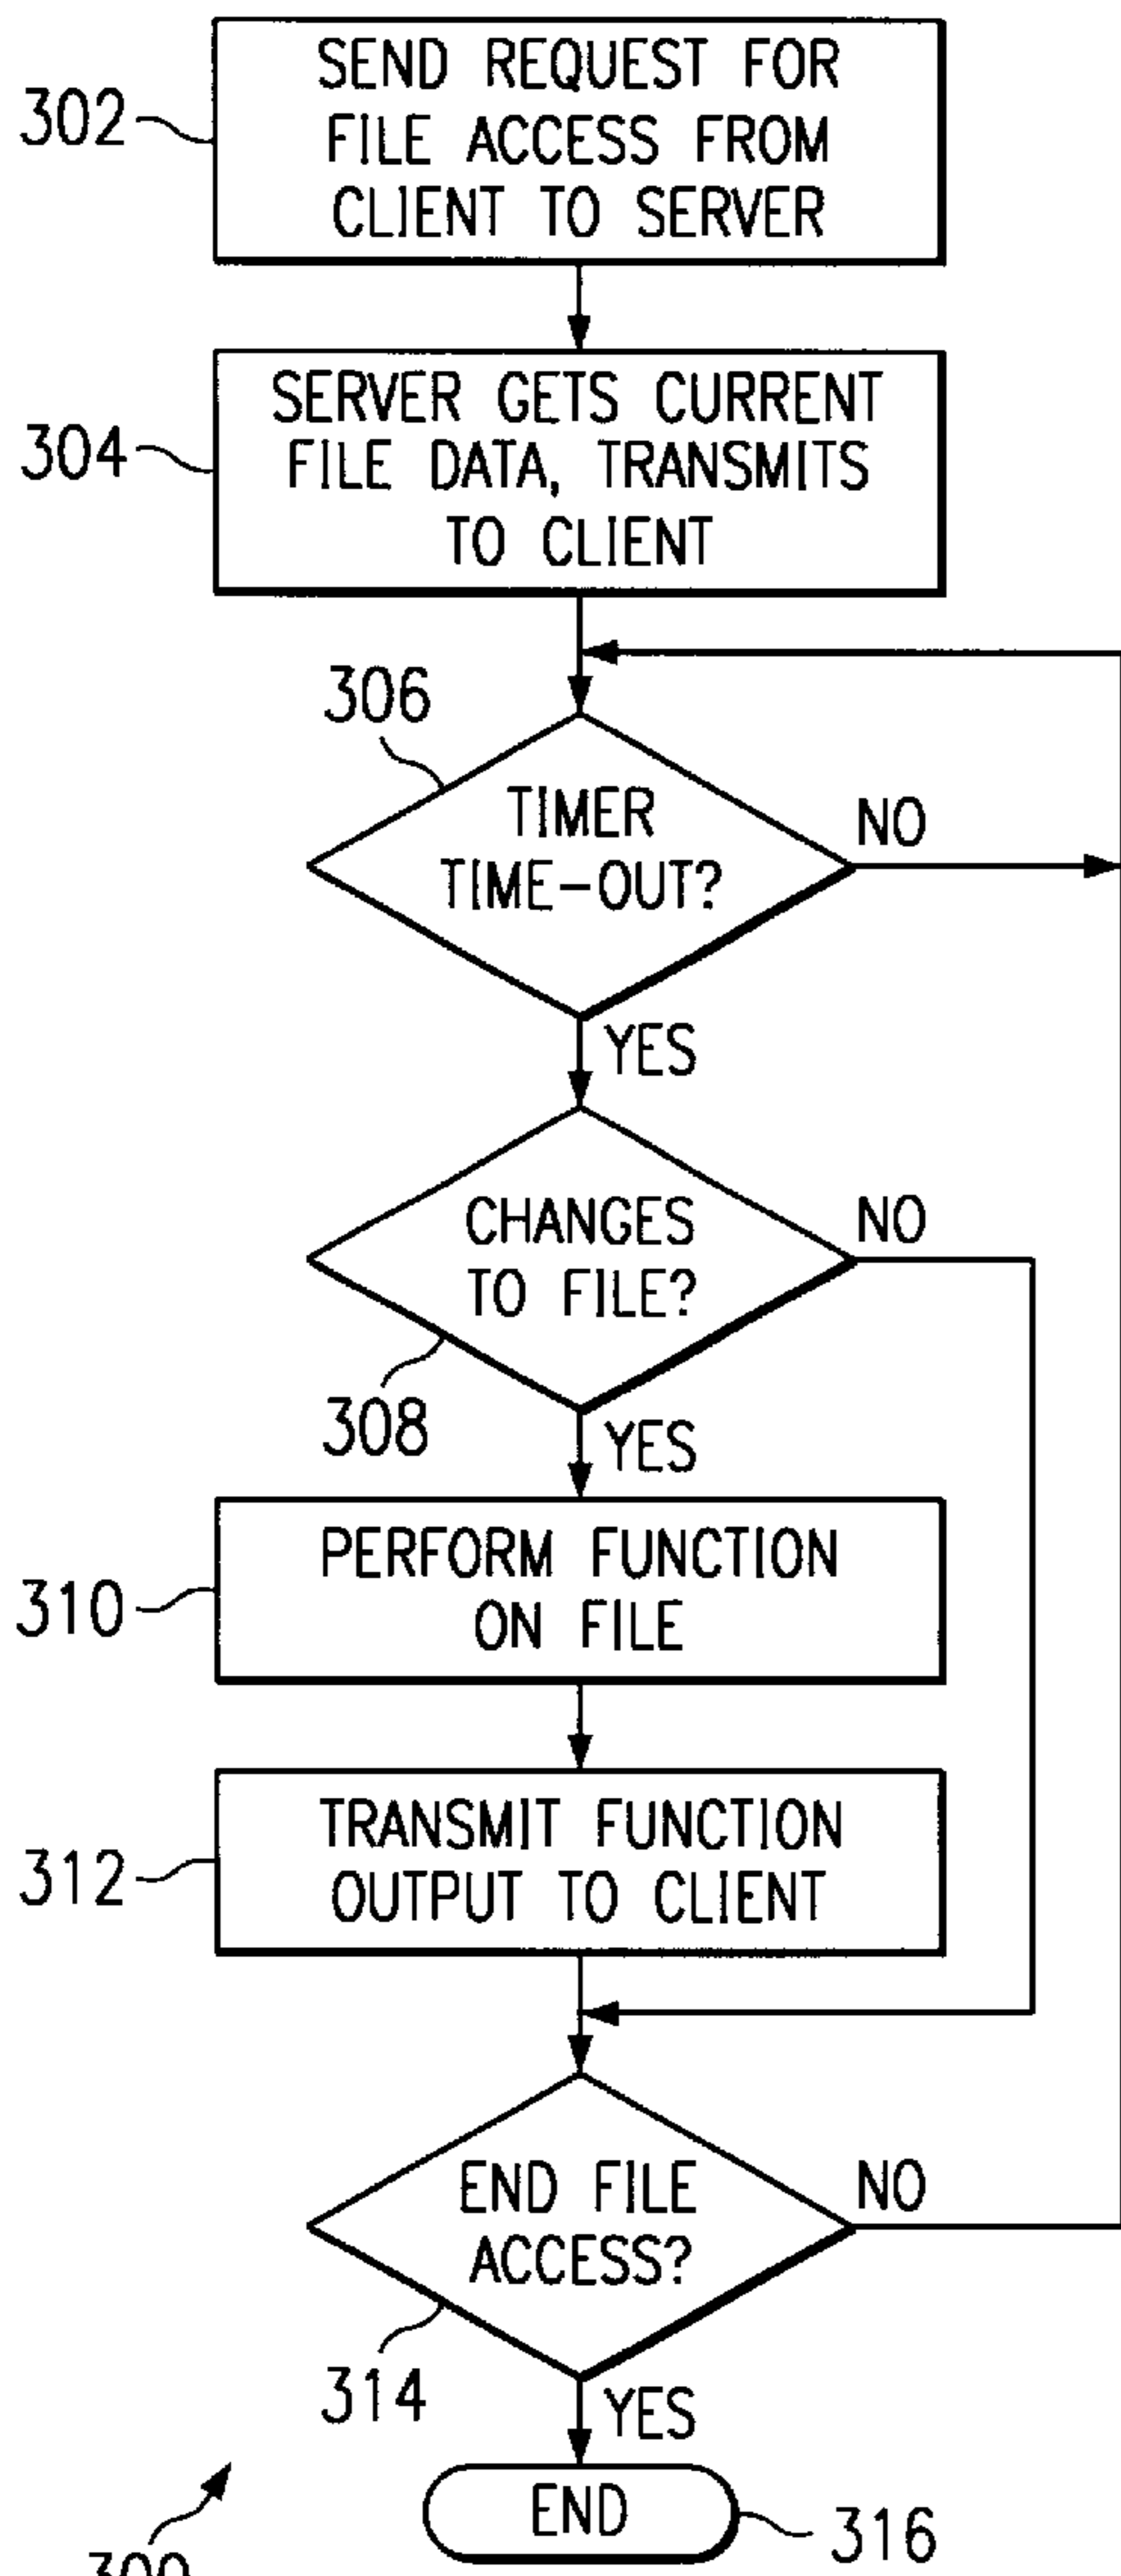 SEND REQUEST FOR
FILE ACCESS FROM
CLIENT TO SERVER
302
SERVER GETS CURRENT
FILE DATA, TRANSMITS
TO CLIENT
304
306
TIMER
TIME-OUT?
NO
YES
CHANGES
TO FILE?
NO
308
YES
PERFORM FUNCTION
ON FILE
310
TRANSMIT FUNCTION
OUTPUT TO CLIENT
312
END FILE
ACCESS?
NO
314
YES
END
316